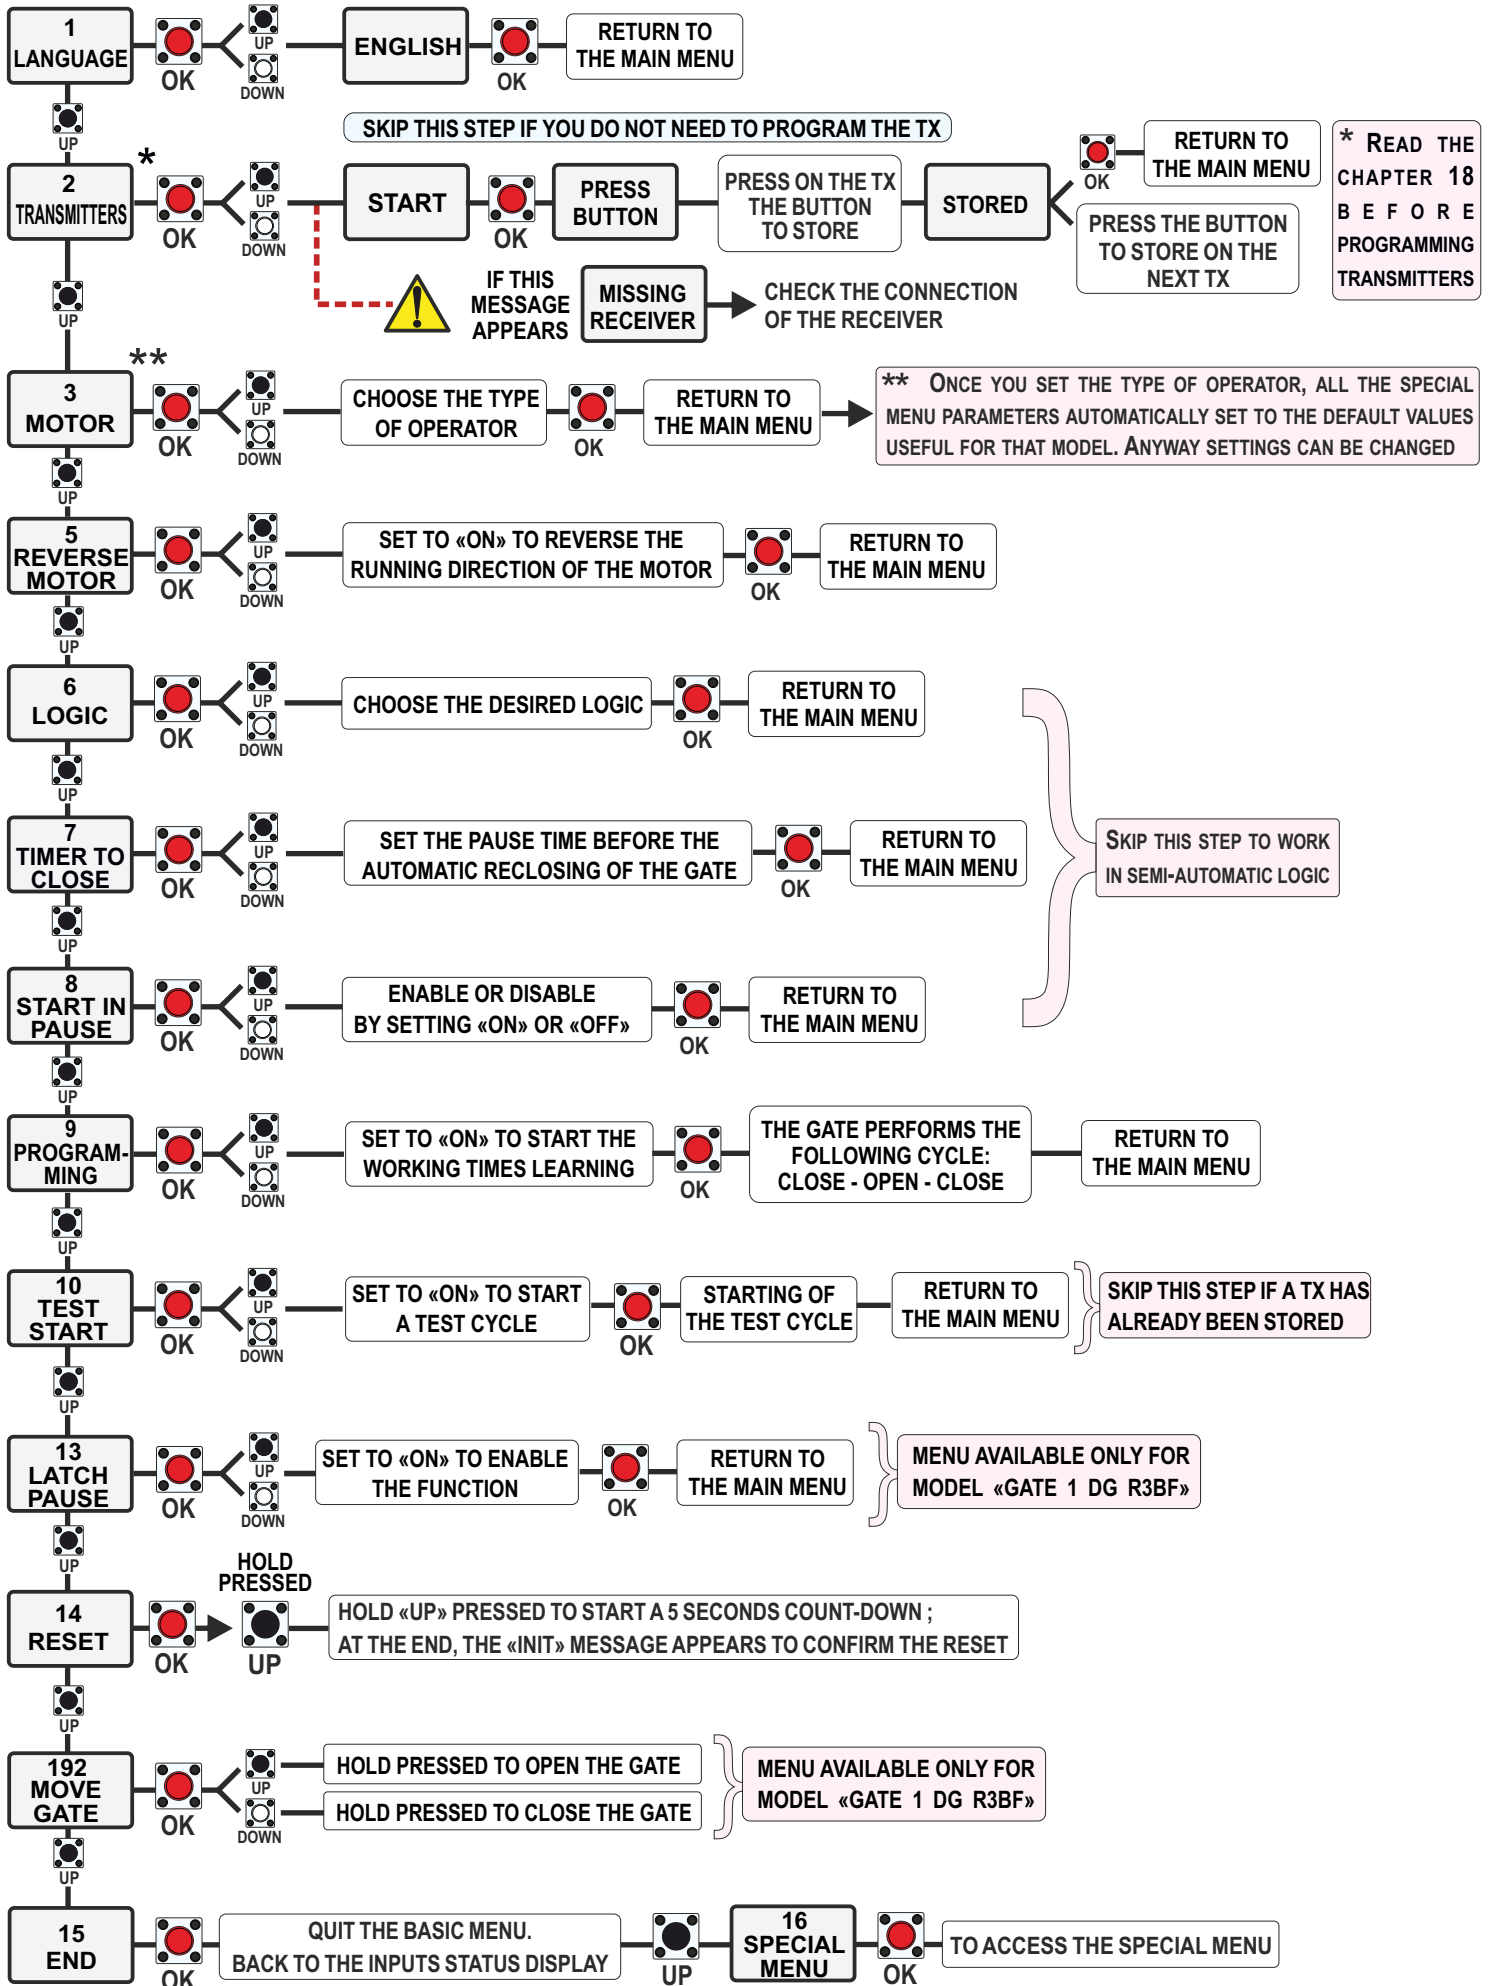 1
LANGUAGE
OK
UP
DOWN
ENGLISH
OK
RETURN TO
THE MAIN MENU
UP
SKIP THIS STEP IF YOU DO NOT NEED TO PROGRAM THE TX
2
TRANSMITTERS
*
OK
UP
DOWN
START
OK
PRESS
BUTTON
PRESS ON THE TX
THE BUTTON
TO STORE
STORED
OK
RETURN TO
THE MAIN MENU
PRESS THE BUTTON
TO STORE ON THE
NEXT TX
* READ THE
CHAPTER 18
BEFORE
PROGRAMMING
TRANSMITTERS
IF THIS
MESSAGE
APPEARS
MISSING
RECEIVER
CHECK THE CONNECTION
OF THE RECEIVER
UP
3
MOTOR
**
OK
UP
DOWN
CHOOSE THE TYPE
OF OPERATOR
OK
RETURN TO
THE MAIN MENU
** ONCE YOU SET THE TYPE OF OPERATOR, ALL THE SPECIAL
MENU PARAMETERS AUTOMATICALLY SET TO THE DEFAULT VALUES
USEFUL FOR THAT MODEL. ANYWAY SETTINGS CAN BE CHANGED
UP
5
REVERSE
MOTOR
OK
UP
DOWN
SET TO «ON» TO REVERSE THE
RUNNING DIRECTION OF THE MOTOR
OK
RETURN TO
THE MAIN MENU
UP
6
LOGIC
OK
UP
DOWN
CHOOSE THE DESIRED LOGIC
OK
RETURN TO
THE MAIN MENU
UP
7
TIMER TO
CLOSE
OK
UP
DOWN
SET THE PAUSE TIME BEFORE THE
AUTOMATIC RECLOSING OF THE GATE
OK
RETURN TO
THE MAIN MENU
SKIP THIS STEP TO WORK
IN SEMI-AUTOMATIC LOGIC
UP
8
START IN
PAUSE
OK
UP
DOWN
ENABLE OR DISABLE
BY SETTING «ON» OR «OFF»
OK
RETURN TO
THE MAIN MENU
UP
9
PROGRAM-
MING
OK
UP
DOWN
SET TO «ON» TO START THE
WORKING TIMES LEARNING
OK
THE GATE PERFORMS THE
FOLLOWING CYCLE:
CLOSE - OPEN - CLOSE
RETURN TO
THE MAIN MENU
UP
10
TEST
START
OK
UP
DOWN
SET TO «ON» TO START
A TEST CYCLE
OK
STARTING OF
THE TEST CYCLE
RETURN TO
THE MAIN MENU
SKIP THIS STEP IF A TX HAS
ALREADY BEEN STORED
UP
13
LATCH
PAUSE
OK
UP
DOWN
SET TO «ON» TO ENABLE
THE FUNCTION
OK
RETURN TO
THE MAIN MENU
MENU AVAILABLE ONLY FOR
MODEL «GATE 1 DG R3BF»
UP
14
RESET
OK
HOLD
PRESSED
UP
HOLD «UP» PRESSED TO START A 5 SECONDS COUNT-DOWN ;
AT THE END, THE «INIT» MESSAGE APPEARS TO CONFIRM THE RESET
UP
192
MOVE
GATE
OK
UP
DOWN
HOLD PRESSED TO OPEN THE GATE
HOLD PRESSED TO CLOSE THE GATE
MENU AVAILABLE ONLY FOR
MODEL «GATE 1 DG R3BF»
UP
15
END
OK
QUIT THE BASIC MENU.
BACK TO THE INPUTS STATUS DISPLAY
UP
16
SPECIAL
MENU
OK
TO ACCESS THE SPECIAL MENU